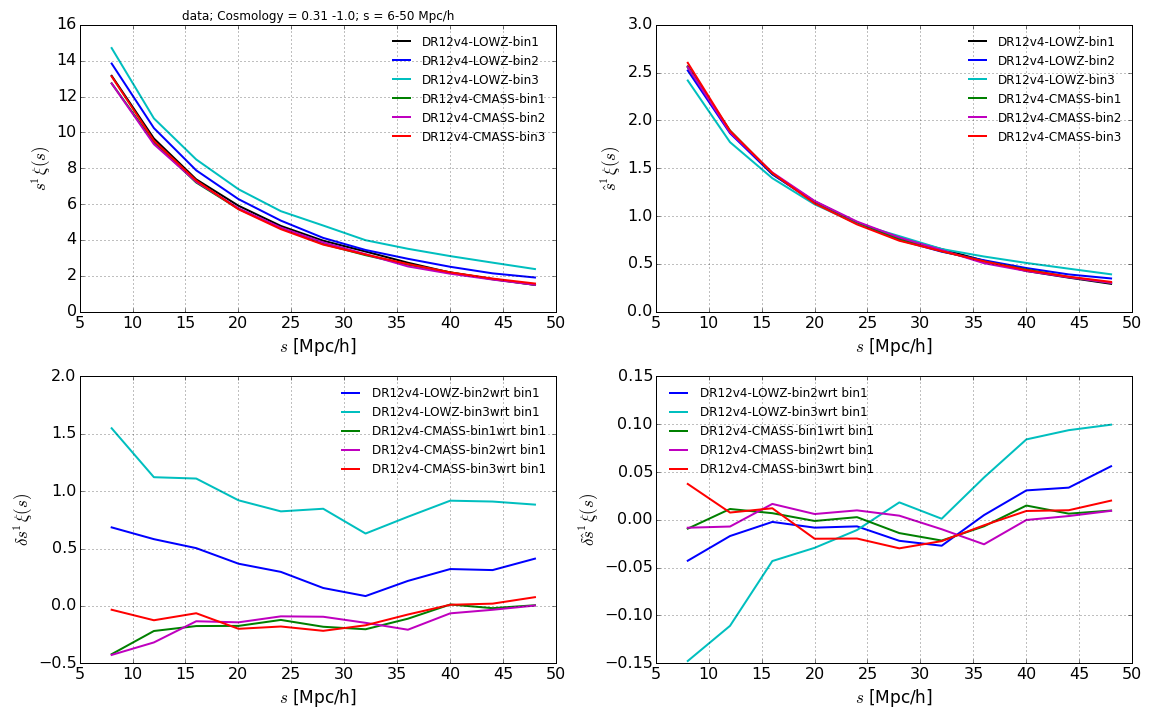 data; Cosmology = 0.31 -1.0; s = 6-50 Mpc/h
16
14
12
10
8
6
4
2
0
s¹ ξ(s)
DR12v4-LOWZ-bin1
DR12v4-LOWZ-bin2
DR12v4-LOWZ-bin3
DR12v4-CMASS-bin1
DR12v4-CMASS-bin2
DR12v4-CMASS-bin3
5 10 15 20 25 30 35 40 45 50
s [Mpc/h]
3.0
2.5
2.0
1.5
1.0
0.5
0.0
ŝ¹ ξ(s)
DR12v4-LOWZ-bin1
DR12v4-LOWZ-bin2
DR12v4-LOWZ-bin3
DR12v4-CMASS-bin1
DR12v4-CMASS-bin2
DR12v4-CMASS-bin3
5 10 15 20 25 30 35 40 45 50
s [Mpc/h]
2.0
1.5
1.0
0.5
0.0
−0.5
δs¹ ξ(s)
DR12v4-LOWZ-bin2wrt bin1
DR12v4-LOWZ-bin3wrt bin1
DR12v4-CMASS-bin1wrt bin1
DR12v4-CMASS-bin2wrt bin1
DR12v4-CMASS-bin3wrt bin1
5 10 15 20 25 30 35 40 45 50
s [Mpc/h]
0.15
0.10
0.05
0.00
−0.05
−0.10
−0.15
δŝ¹ ξ(s)
DR12v4-LOWZ-bin2wrt bin1
DR12v4-LOWZ-bin3wrt bin1
DR12v4-CMASS-bin1wrt bin1
DR12v4-CMASS-bin2wrt bin1
DR12v4-CMASS-bin3wrt bin1
5 10 15 20 25 30 35 40 45 50
s [Mpc/h]